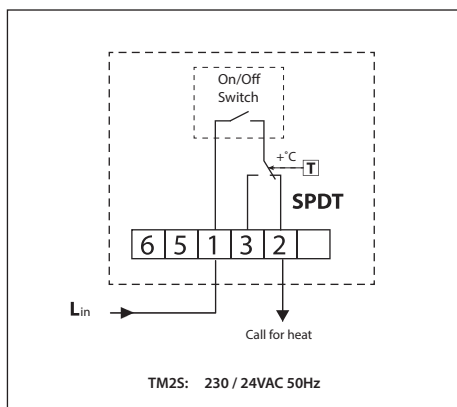 On/Off
Switch
+°C
T
SPDT
6 5 1 3 2
Lin
Call for heat
TM2S: 230 / 24VAC 50Hz